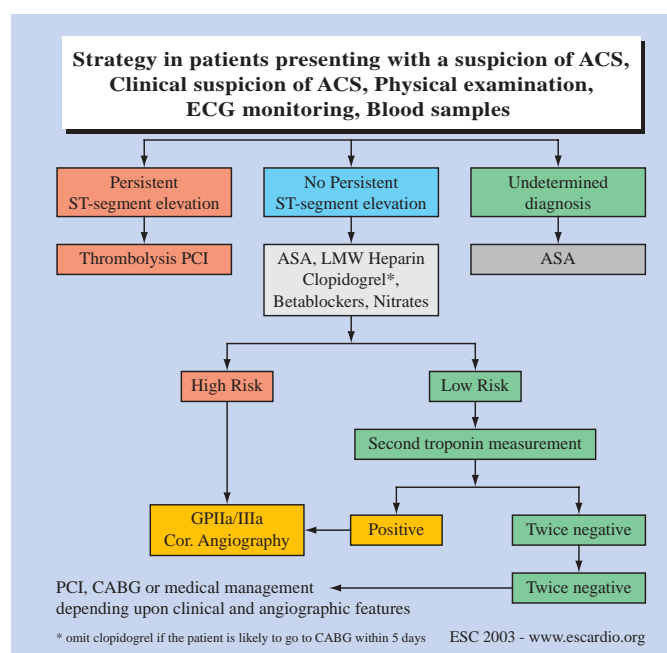 Strategy in patients presenting with a suspicion of ACS,
Clinical suspicion of ACS, Physical examination,
ECG monitoring, Blood samples
Persistent
ST-segment elevation
No Persistent
ST-segment elevation
Undetermined
diagnosis
Thrombolysis PCI
ASA, LMW Heparin
Clopidogrel*,
Betablockers, Nitrates
ASA
High Risk
Low Risk
Second troponin measurement
GPIIa/IIIa
Cor. Angiography
Positive
Twice negative
Twice negative
PCI, CABG or medical management
depending upon clinical and angiographic features
* omit clopidogrel if the patient is likely to go to CABG within 5 days
ESC 2003 - www.escardio.org